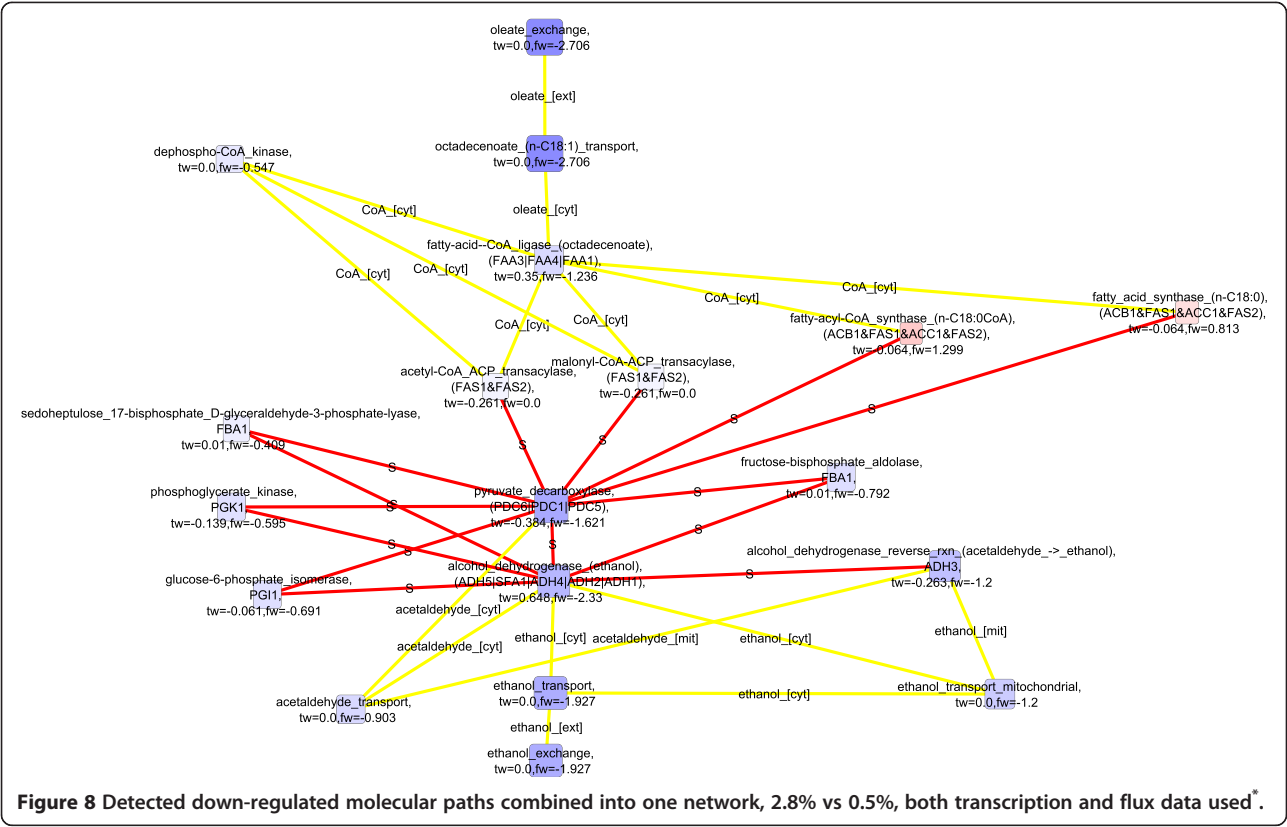 oleate_exchange,
tw=0.0,fw=-2.706
oleate_[ext]
octadecenoate_(n-C18:1)_transport,
tw=0.0,fw=-2.706
dephospho-CoA_kinase,
tw=0.0,fw=-0.547
CoA_[cyt]
oleate_[cyt]
fatty-acid--CoA_ligase_(octadecenoate),
(FAA3|FAA4|FAA1),
tw=0.35,fw=-1.236
CoA_[cyt]
CoA_[cyt]
CoA_[cyt]
CoA_[cyt]
fatty_acid_synthase_(n-C18:0),
(ACB1&FAS1&ACC1&FAS2),
tw=-0.064,fw=0.813
CoA_[cyt]
CoA_[cyt]
fatty-acyl-CoA_synthase_(n-C18:0CoA),
(ACB1&FAS1&ACC1&FAS2),
tw=-0.064,fw=1.299
malonyl-CoA-ACP_transacylase,
(FAS1&FAS2),
tw=-0.261,fw=0.0
acetyl-CoA_ACP_transacylase,
(FAS1&FAS2),
tw=-0.261,fw=0.0
sedoheptulose_17-bisphosphate_D-glyceraldehyde-3-phosphate-lyase,
FBA1,
tw=0.01,fw=-0.409
S
S
S
S
S
fructose-bisphosphate_aldolase,
FBA1,
tw=0.01,fw=-0.792
phosphoglycerate_kinase,
PGK1,
tw=-0.139,fw=-0.595
pyruvate_decarboxylase,
(PDC6|PDC1|PDC5),
tw=-0.384,fw=-1.621
S
S
S
S
S
S
S
alcohol_dehydrogenase_reverse_rxn_(acetaldehyde_->_ethanol),
ADH3,
tw=-0.263,fw=-1.2
alcohol_dehydrogenase_(ethanol),
(ADH5|SFA1|ADH4|ADH2|ADH1),
tw=0.648,fw=-2.33
glucose-6-phosphate_isomerase,
PGI1,
tw=-0.061,fw=-0.691
S
S
acetaldehyde_[cyt]
acetaldehyde_[cyt]
ethanol_[cyt]
acetaldehyde_[mit]
ethanol_[cyt]
ethanol_[mit]
acetaldehyde_transport,
tw=0.0,fw=-0.903
ethanol_transport,
tw=0.0,fw=-1.927
ethanol_[cyt]
ethanol_transport_mitochondrial,
tw=0.0,fw=-1.2
ethanol_[ext]
ethanol_exchange,
tw=0.0,fw=-1.927
Figure 8 Detected down-regulated molecular paths combined into one network, 2.8% vs 0.5%, both transcription and flux data used*.